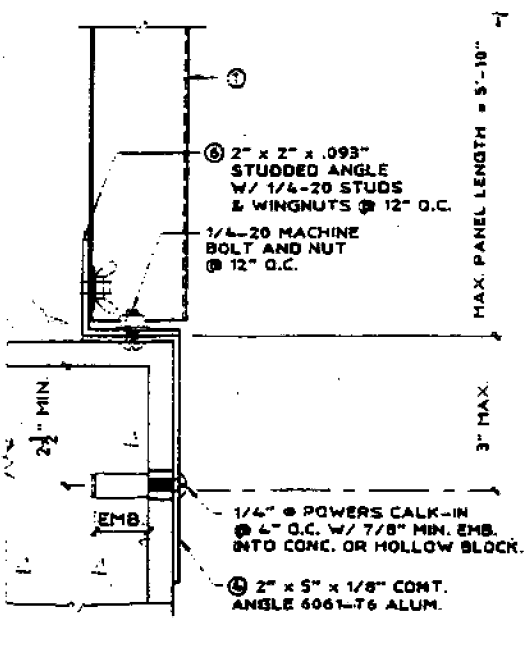 MAX. PANEL LENGTH = 5'-10"
⑥ 2" x 2" x .093"
STUDDED ANGLE
W/ 1/4-20 STUDS
& WINGNUTS @ 12" O.C.
1/4-20 MACHINE
BOLT AND NUT
@ 12" O.C.
2½" MIN.
3" MAX.
EMB.
1/4" Ø POWERS CALK-IN
@ 6" O.C. W/ 7/8" MIN. EMB.
INTO CONC. OR HOLLOW BLOCK.
④ 2" x 5" x 1/8" CONT.
ANGLE 6061-T6 ALUM.